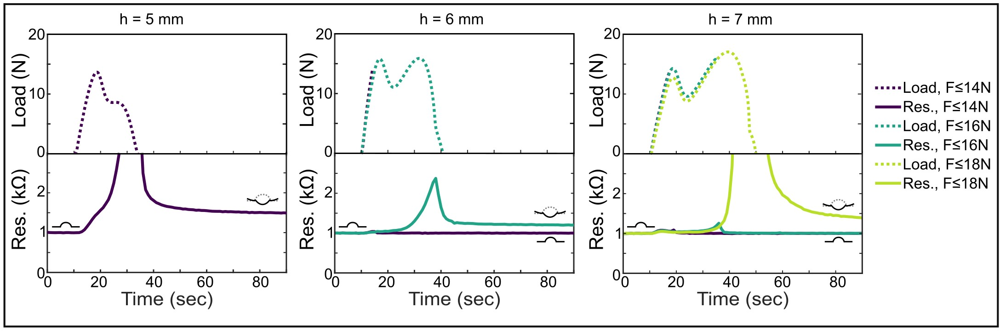 h = 5 mm
h = 6 mm
h = 7 mm
20
10
0
Load (N)
2
1
0
Res. (kΩ)
0 20 40 60 80
Time (sec)
20
10
0
Load (N)
2
1
0
Res. (kΩ)
0 20 40 60 80
Time (sec)
20
10
0
Load (N)
2
1
0
Res. (kΩ)
0 20 40 60 80
Time (sec)
Load, F≤14N
Res., F≤14N
Load, F≤16N
Res., F≤16N
Load, F≤18N
Res., F≤18N